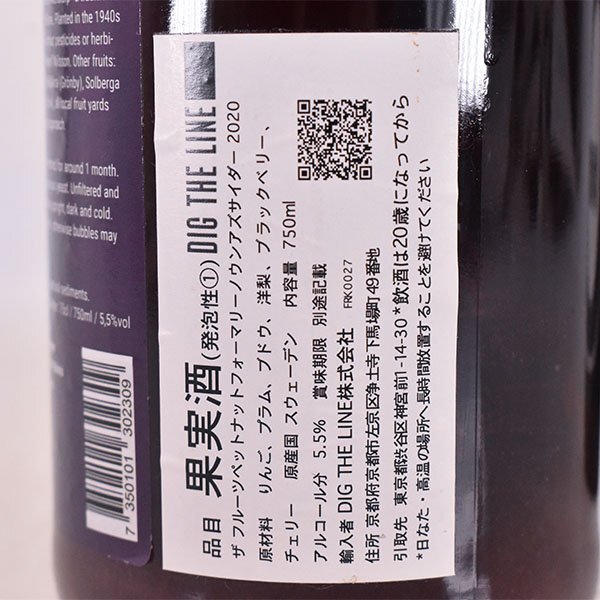 Planted in the 1940s
pesticides or herbi-
Other fruits:
(Grönby), Solberga
local fruit yards
for around 1 month.
Unfiltered and
upright, dark and cold.
otherwise bubbles may
sediments.
75cl / 750ml / 5,5%vol
7 350101 302309
品目 果実酒(発泡性①) DIG THE LINE
ザ フルーツペットナットフォーマリーノウンアズサイダー 2020
原材料 りんご、プラム、ブドウ、洋梨、ブラックベリー、
チェリー 原産国 スウェーデン 内容量 750ml
アルコール分 5.5% 賞味期限 別途記載
輸入者 DIG THE LINE株式会社 FRK0027
住所 京都府京都市左京区浄土寺下馬場町49番地
引取先 東京都渋谷区神宮前1-14-30 *飲酒は20歳になってから
*日なた・高温の場所へ長時間放置することを避けてください